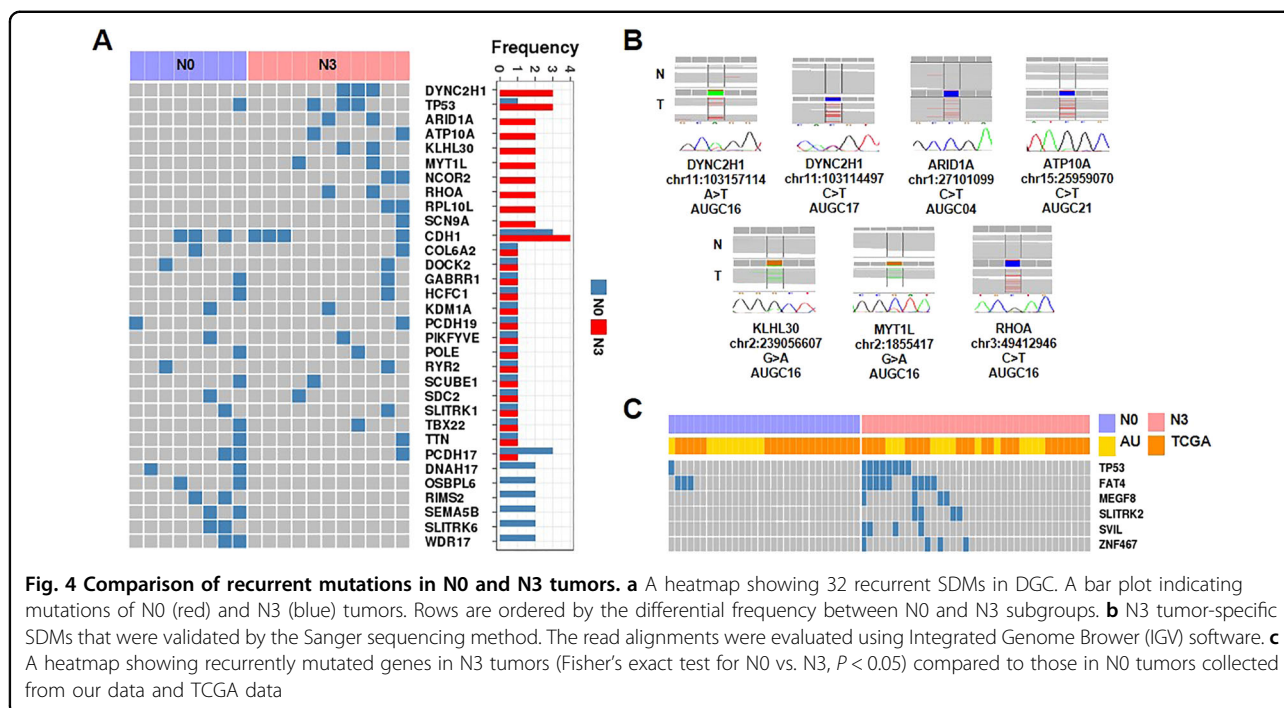 A
N0 N3
Frequency
0 1 2 3 4
DYNC2H1
TP53
ARID1A
ATP10A
KLHL30
MYT1L
NCOR2
RHOA
RPL10L
SCN9A
CDH1
COL6A2
DOCK2
GABRR1
HCFC1
KDM1A
PCDH19
PIKFYVE
POLE
RYR2
SCUBE1
SDC2
SLITRK1
TBX22
TTN
PCDH17
DNAH17
OSBPL6
RIMS2
SEMA5B
SLITRK6
WDR17
0 1 2 3 4
N0
N3
B
N
T
DYNC2H1
chr11:103157114
A>T
AUGC16
DYNC2H1
chr11:103114497
C>T
AUGC17
ARID1A
chr1:27101099
C>T
AUGC04
ATP10A
chr15:25959070
C>T
AUGC21
N
T
KLHL30
chr2:239056607
G>A
AUGC16
MYT1L
chr2:1855417
G>A
AUGC16
RHOA
chr3:49412946
C>T
AUGC16
C
N0 N3
AU TCGA
TP53
FAT4
MEGF8
SLITRK2
SVIL
ZNF467
Fig. 4 Comparison of recurrent mutations in N0 and N3 tumors. a A heatmap showing 32 recurrent SDMs in DGC. A bar plot indicating
mutations of N0 (red) and N3 (blue) tumors. Rows are ordered by the differential frequency between N0 and N3 subgroups. b N3 tumor-specific
SDMs that were validated by the Sanger sequencing method. The read alignments were evaluated using Integrated Genome Brower (IGV) software. c
A heatmap showing recurrently mutated genes in N3 tumors (Fisher's exact test for N0 vs. N3, P < 0.05) compared to those in N0 tumors collected
from our data and TCGA data